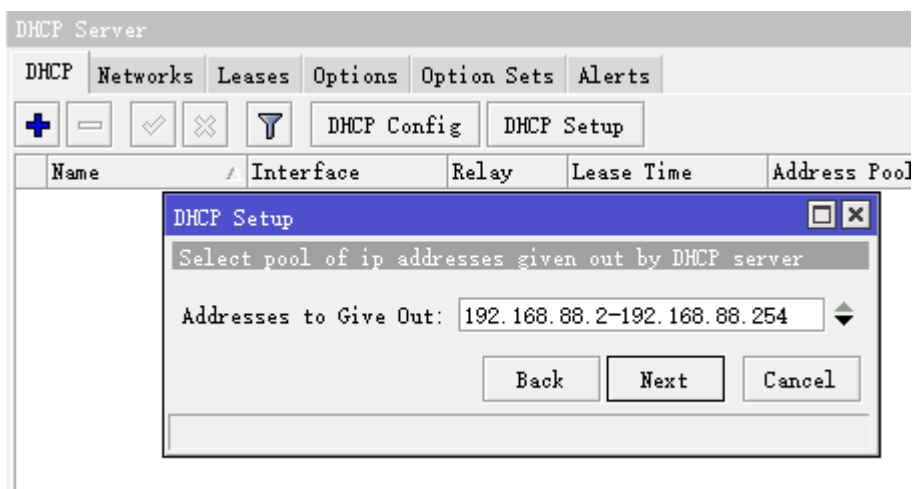 DHCP Server
DHCP Networks Leases Options Option Sets Alerts
DHCP Config DHCP Setup
Name Interface Relay Lease Time Address Pool
DHCP Setup
Select pool of ip addresses given out by DHCP server
Addresses to Give Out: 192.168.88.2-192.168.88.254
Back Next Cancel